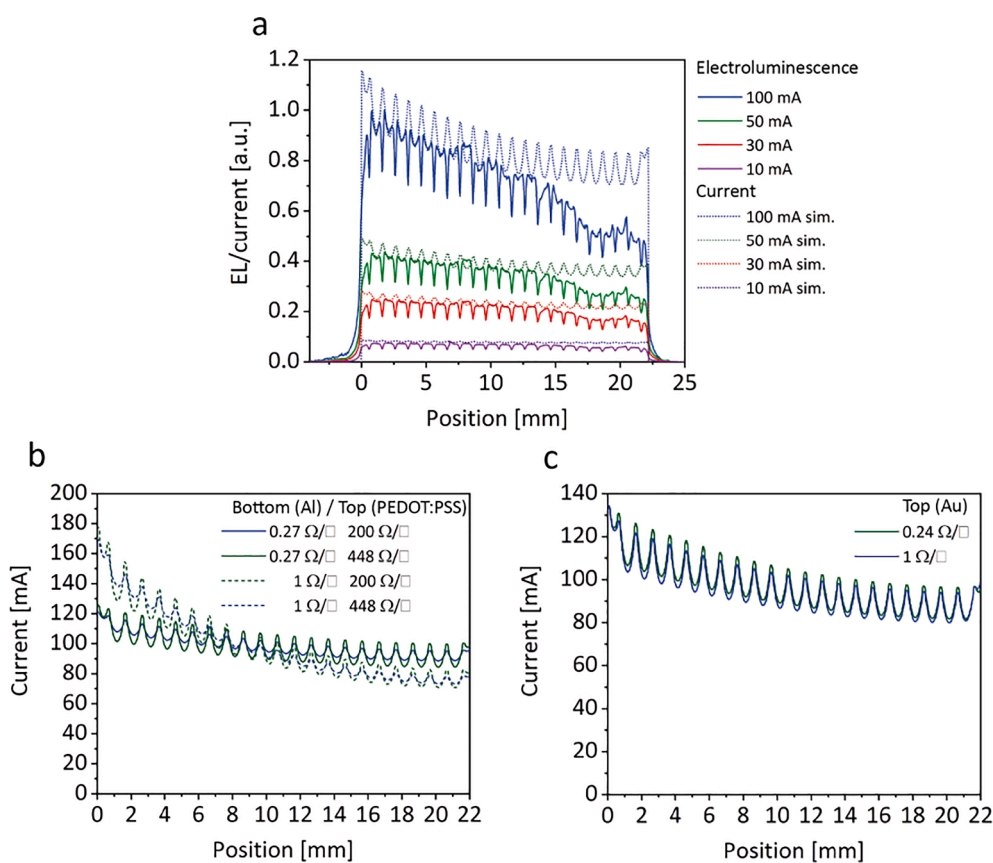 a
1.2
1.0
0.8
0.6
0.4
0.2
0.0
EL/current [a.u.]
0 5 10 15 20 25
Position [mm]
Electroluminescence
100 mA
50 mA
30 mA
10 mA
Current
100 mA sim.
50 mA sim.
30 mA sim.
10 mA sim.
b
200
180
160
140
120
100
80
60
40
20
0
Current [mA]
0 2 4 6 8 10 12 14 16 18 20 22
Position [mm]
Bottom (Al) / Top (PEDOT:PSS)
0.27 Ω/□ 200 Ω/□
0.27 Ω/□ 448 Ω/□
1 Ω/□ 200 Ω/□
1 Ω/□ 448 Ω/□
c
140
120
100
80
60
40
20
0
Current [mA]
0 2 4 6 8 10 12 14 16 18 20 22
Position [mm]
Top (Au)
0.24 Ω/□
1 Ω/□